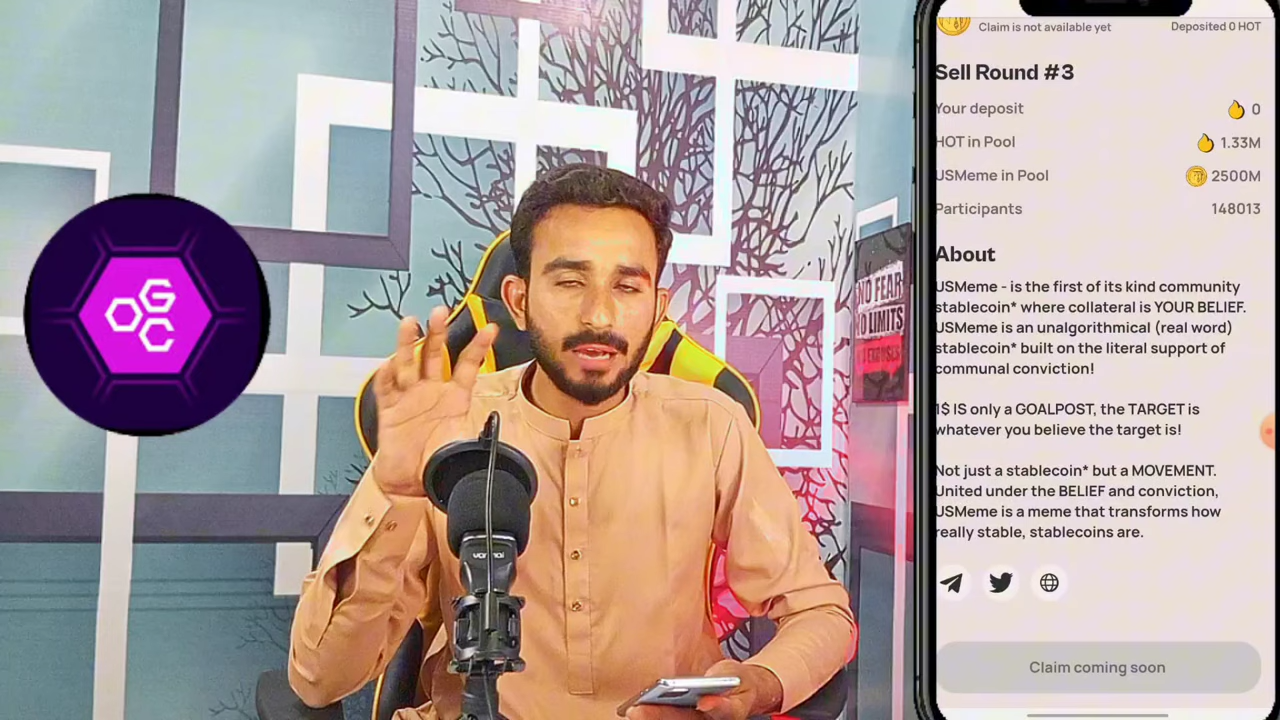 OGC
NO FEAR
NO LIMITS
Claim is not available yet
Deposited 0 HOT
Sell Round #3
Your deposit
0
HOT in Pool
1.33M
USMeme in Pool
2500M
Participants
148013
About
USMeme - is the first of its kind community
stablecoin* where collateral is YOUR BELIEF.
USMeme is an unalgorithmical (real word)
stablecoin* built on the literal support of
communal conviction!
1$ IS only a GOALPOST, the TARGET is
whatever you believe the target is!
Not just a stablecoin* but a MOVEMENT.
United under the BELIEF and conviction,
USMeme is a meme that transforms how
really stable, stablecoins are.
Claim coming soon